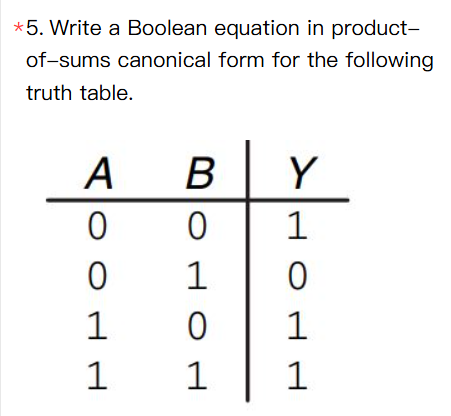 *5. Write a Boolean equation in product–
of–sums canonical form for the following
truth table.
A B Y
0 0 1
0 1 0
1 0 1
1 1 1